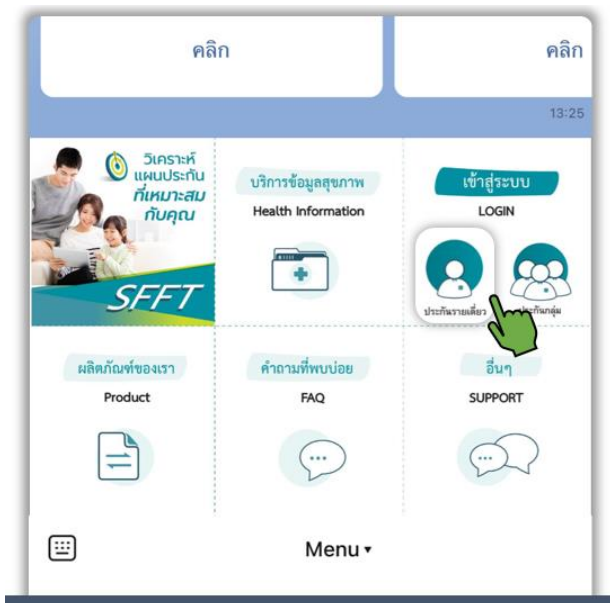 คลิก
คลิก
13:25
วิเคราะห์
แผนประกัน
ที่เหมาะสม
กับคุณ
SFFT
บริการข้อมูลสุขภาพ
Health Information
เข้าสู่ระบบ
LOGIN
ประกันรายเดี่ยว
ประกันกลุ่ม
ผลิตภัณฑ์ของเรา
Product
คำถามที่พบบ่อย
FAQ
อื่นๆ
SUPPORT
Menu